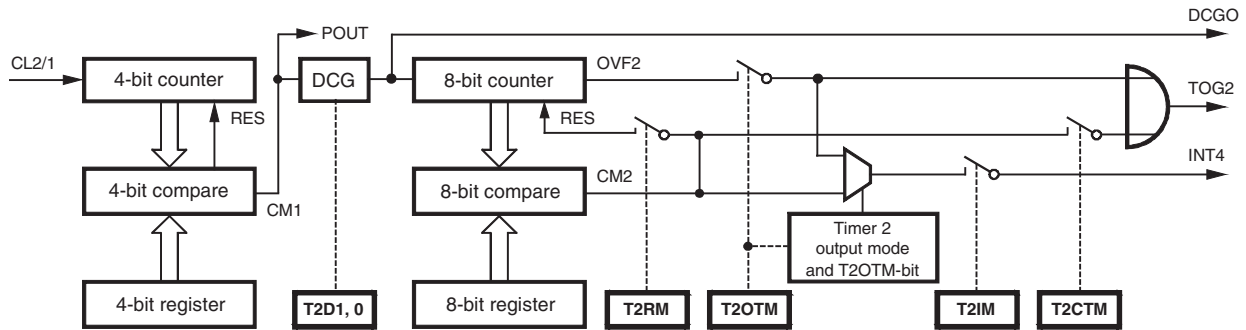 DCGO
POUT
CL2/1
4-bit counter
DCG
8-bit counter
OVF2
TOG2
RES
RES
INT4
4-bit compare
CM1
8-bit compare
CM2
Timer 2
output mode
and T2OTM-bit
4-bit register
T2D1, 0
8-bit register
T2RM
T2OTM
T2IM
T2CTM